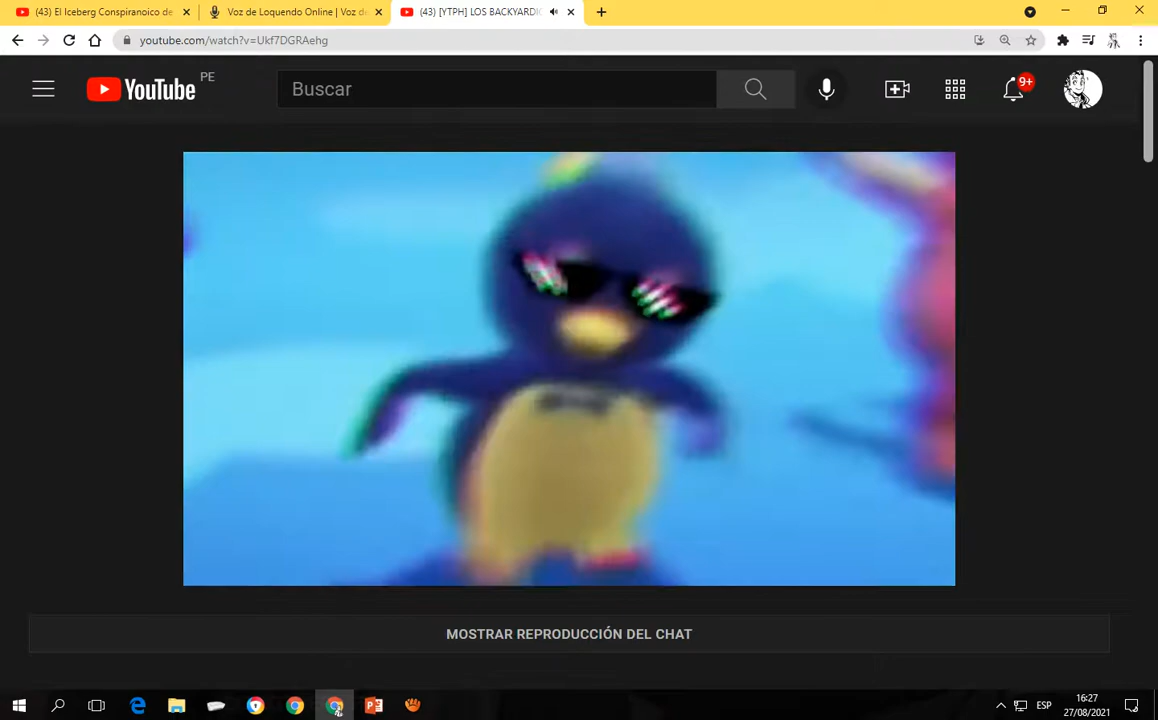 (43) El Iceberg Conspiranoico de
Voz de Loquendo Online | Voz de
(43) [YTPH] LOS BACKYARDIG
youtube.com/watch?v=Ukf7DGRAehg
YouTube PE
Buscar
9+
MOSTRAR REPRODUCCIÓN DEL CHAT
ESP
16:27
27/08/2021